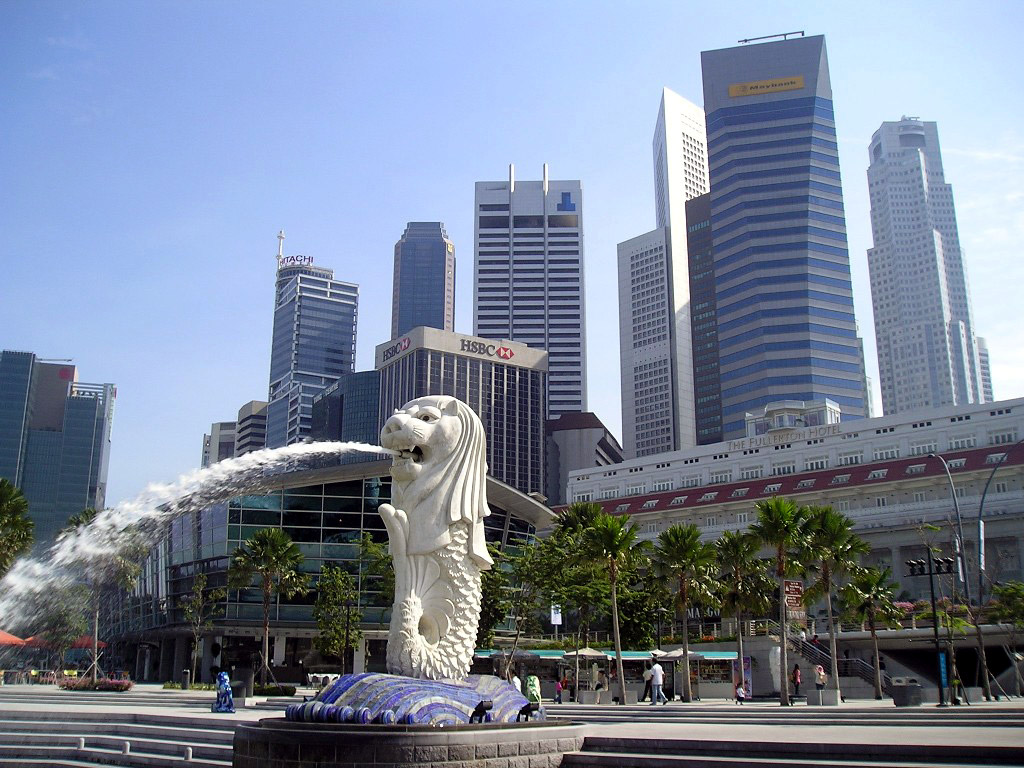 Maybank
HITACHI
HSBC
HSBC
THE FULLERTON HOTEL